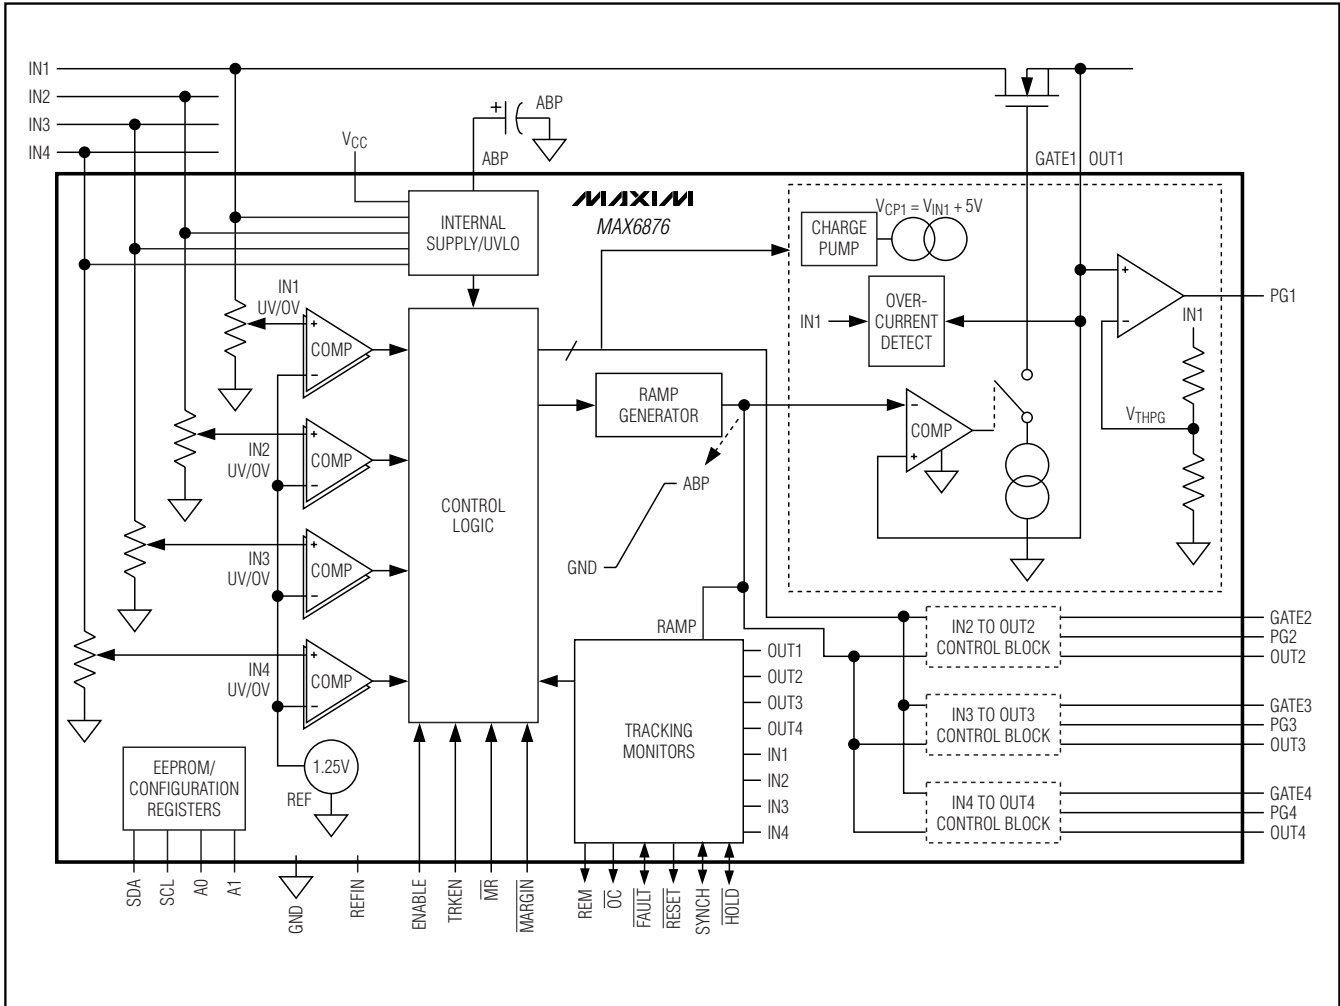 IN1
IN2
IN3
IN4
+
ABP
VCC
ABP
GATE1
OUT1
MAXIM
MAX6876
INTERNAL
SUPPLY/UVLO
VCP1 = VIN1 + 5V
CHARGE
PUMP
IN1
UV/OV
+
COMP
–
IN1
OVER-
CURRENT
DETECT
+
–
PG1
IN1
RAMP
GENERATOR
–
COMP
+
VTHPG
IN2
UV/OV
+
COMP
–
CONTROL
LOGIC
ABP
GND
IN3
UV/OV
+
COMP
–
RAMP
IN2 TO OUT2
CONTROL BLOCK
GATE2
PG2
OUT2
IN4
UV/OV
+
COMP
–
TRACKING
MONITORS
OUT1
OUT2
OUT3
OUT4
IN1
IN2
IN3
IN4
IN3 TO OUT3
CONTROL BLOCK
GATE3
PG3
OUT3
EEPROM/
CONFIGURATION
REGISTERS
1.25V
REF
IN4 TO OUT4
CONTROL BLOCK
GATE4
PG4
OUT4
SDA
SCL
A0
A1
GND
REFIN
ENABLE
TRKEN
MR
MARGIN
REM
OC
FAULT
RESET
SYNCH
HOLD